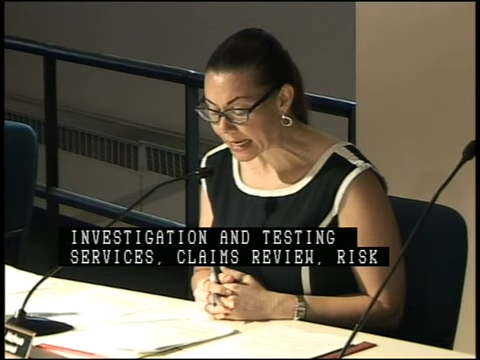 INVESTIGATION AND TESTING
SERVICES, CLAIMS REVIEW, RISK